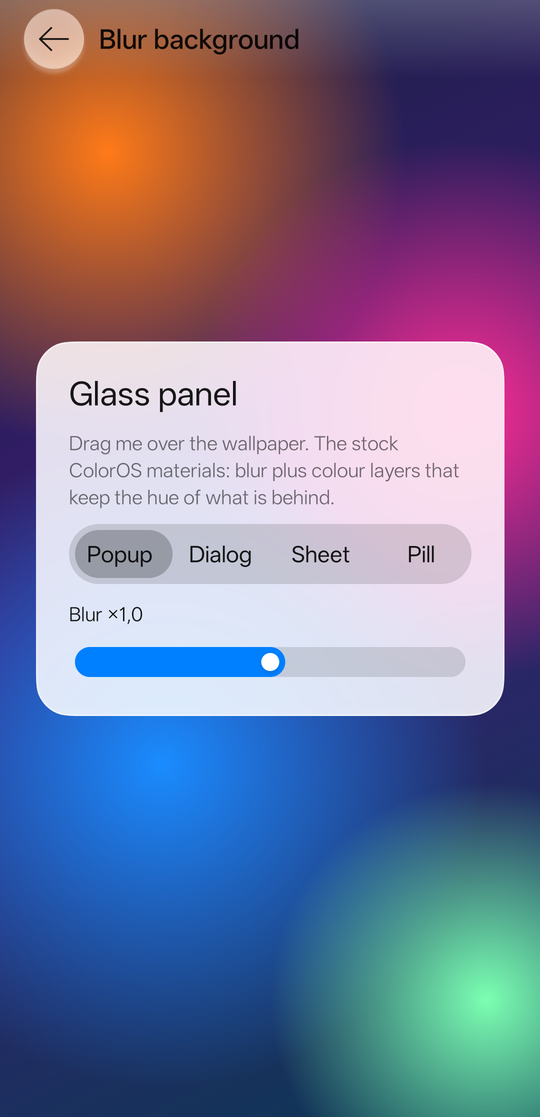 Blur background
Glass panel
Drag me over the wallpaper. The stock
ColorOS materials: blur plus colour layers that
keep the hue of what is behind.
Popup Dialog Sheet Pill
Blur ×1,0